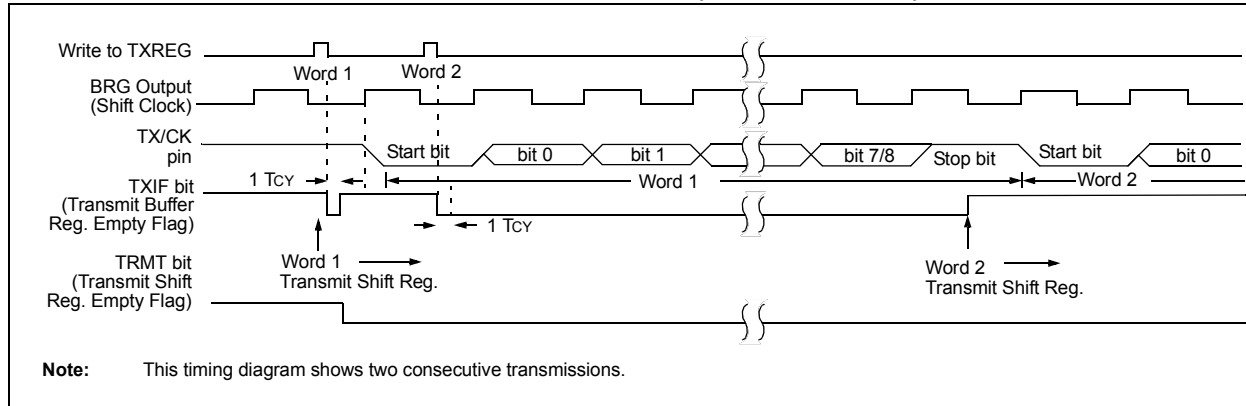 Write to TXREG
Word 1
Word 2
BRG Output
(Shift Clock)
TX/CK
pin
Start bit
bit 0
bit 1
bit 7/8
Stop bit
Start bit
bit 0
1 TCY
Word 1
Word 2
TXIF bit
(Transmit Buffer
Reg. Empty Flag)
1 TCY
Word 1
Transmit Shift Reg.
Word 2
Transmit Shift Reg.
TRMT bit
(Transmit Shift
Reg. Empty Flag)
Note: This timing diagram shows two consecutive transmissions.